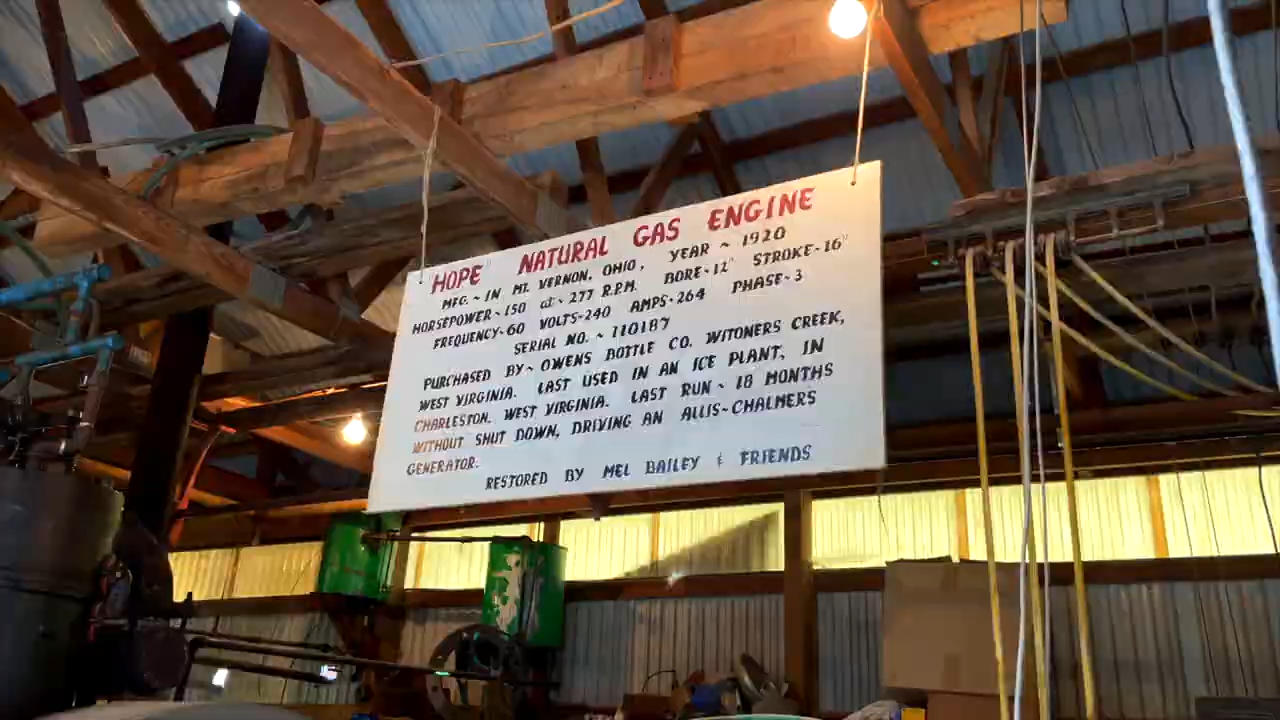 "HOPE" NATURAL GAS ENGINE
MFG. ~ IN MT. VERNON, OHIO, YEAR ~ 1920
HORSEPOWER~150 at~277 R.P.M. BORE~12" STROKE~16"
FREQUENCY~60 VOLTS~240 AMPS~264 PHASE~3
SERIAL NO. ~ 110187
PURCHASED BY~ OWENS BOTTLE CO. WITONERS CREEK,
WEST VIRGINIA. LAST USED IN AN ICE PLANT, IN
CHARLESTON, WEST VIRGINIA. LAST RUN~ 18 MONTHS
WITHOUT SHUT DOWN, DRIVING AN ALLIS~CHALMERS
GENERATOR.
RESTORED BY MEL BAILEY & FRIENDS